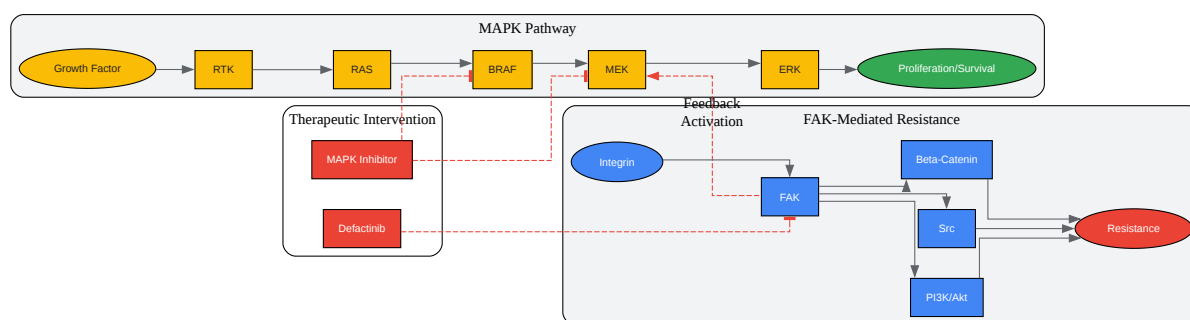 MAPK Pathway
Growth Factor
RTK
RAS
BRAF
MEK
ERK
Proliferation/Survival
Therapeutic Intervention
MAPK Inhibitor
Defactinib
Feedback
Activation
FAK-Mediated Resistance
Integrin
FAK
Beta-Catenin
Src
PI3K/Akt
Resistance